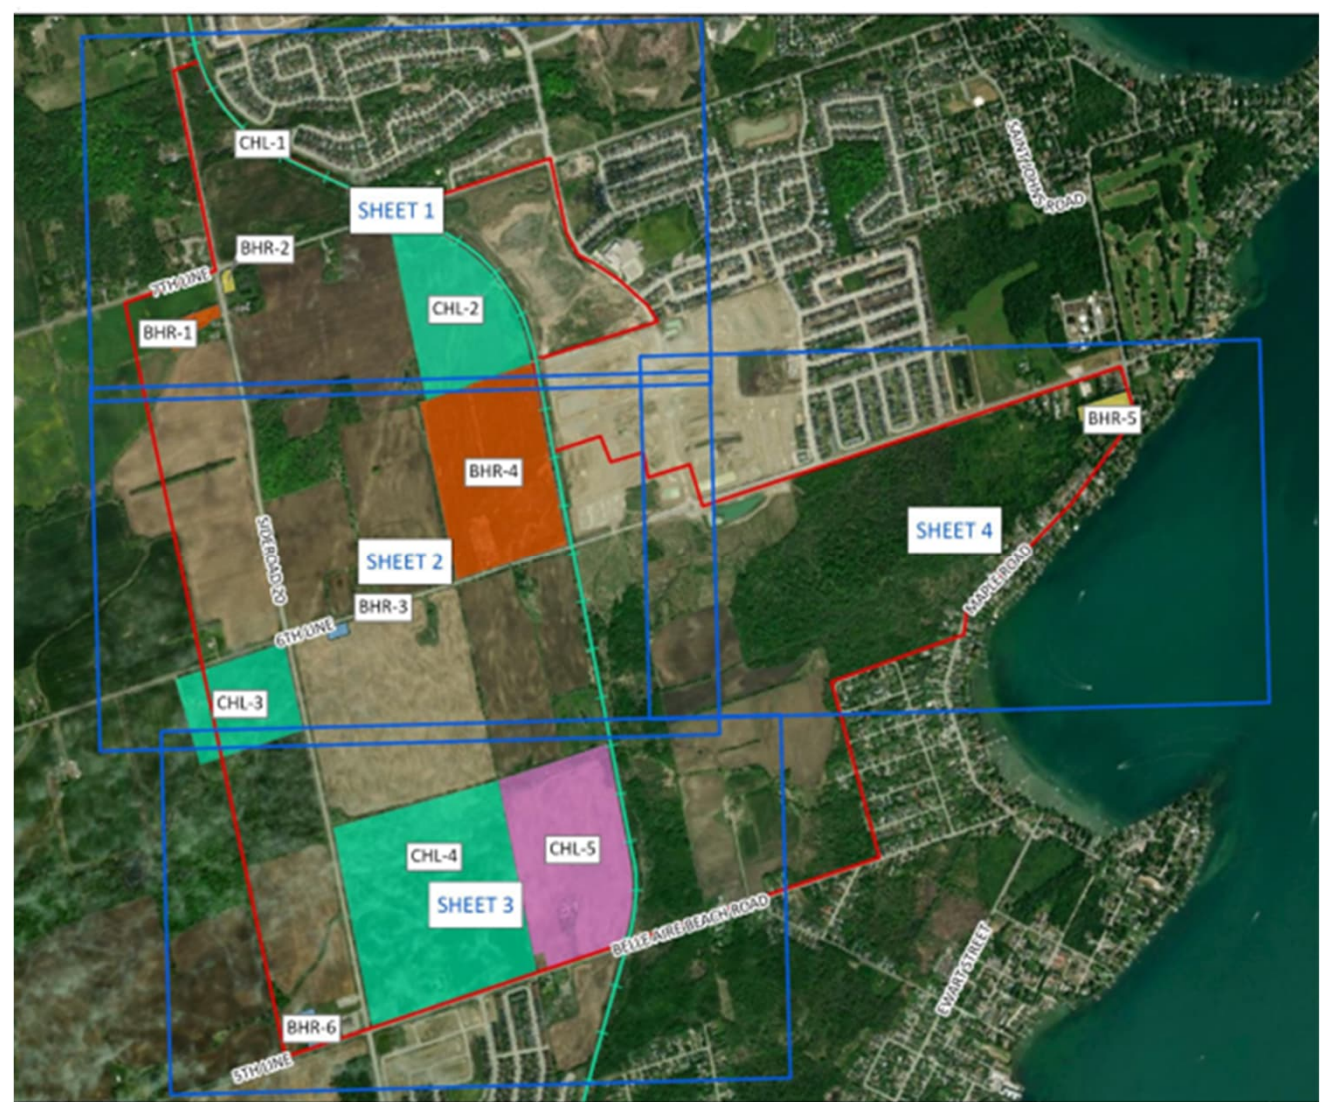 SAINT JOHNS ROAD
CHL-1
SHEET 1
BHR-2
7TH LINE
CHL-2
BHR-1
BHR-5
BHR-4
SHEET 4
SIDEROAD 20
SHEET 2
MAPLE ROAD
BHR-3
6TH LINE
CHL-3
CHL-4
CHL-5
SHEET 3
BELLE AIRE BEACH ROAD
EWART STREET
BHR-6
5TH LINE